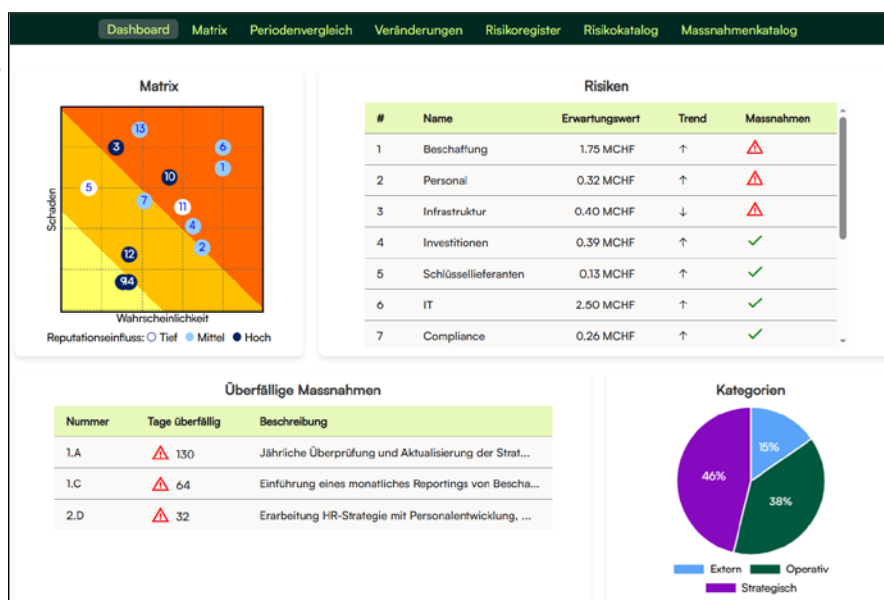 Dashboard Matrix Periodenvergleich Veränderungen Risikoregister Risikokatalog Massnahmenkatalog
Matrix
13
3
6
1
10
5
7
11
4
2
12
14
Schaden
Wahrscheinlichkeit
Reputationseinfluss: Tief Mittel Hoch
Risiken
# Name Erwartungswert Trend Massnahmen
1 Beschaffung 1.75 MCHF ↑
2 Personal 0.32 MCHF ↑
3 Infrastruktur 0.40 MCHF ↓
4 Investitionen 0.39 MCHF ↑
5 Schlüssellieferanten 0.13 MCHF ↑
6 IT 2.50 MCHF ↑
7 Compliance 0.26 MCHF ↑
Überfällige Massnahmen
Nummer Tage überfällig Beschreibung
1.A 130 Jährliche Überprüfung und Aktualisierung der Strat...
1.C 64 Einführung eines monatliches Reportings von Bescha...
2.D 32 Erarbeitung HR-Strategie mit Personalentwicklung, ...
Kategorien
15%
46%
38%
Extern Operativ
Strategisch